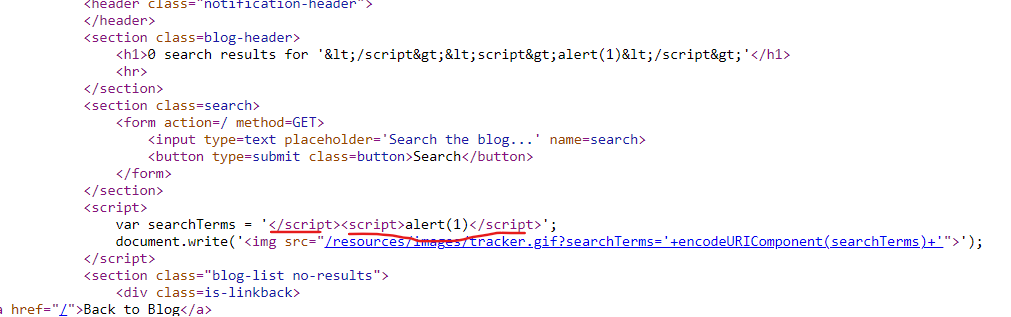 <header class="notification-header">
</header>
<section class=blog-header>
<h1>0 search results for '&lt;/script&gt;&lt;script&gt;alert(1)&lt;/script&gt;'</h1>
<hr>
</section>
<section class=search>
<form action=/ method=GET>
<input type=text placeholder='Search the blog...' name=search>
<button type=submit class=button>Search</button>
</form>
</section>
<script>
var searchTerms = '</script><script>alert(1)</script>';
document.write('<img src="/resources/images/tracker.gif?searchTerms='+encodeURIComponent(searchTerms)+'">');
</script>
<section class="blog-list no-results">
<div class=is-linkback>
a href="/">Back to Blog</a>